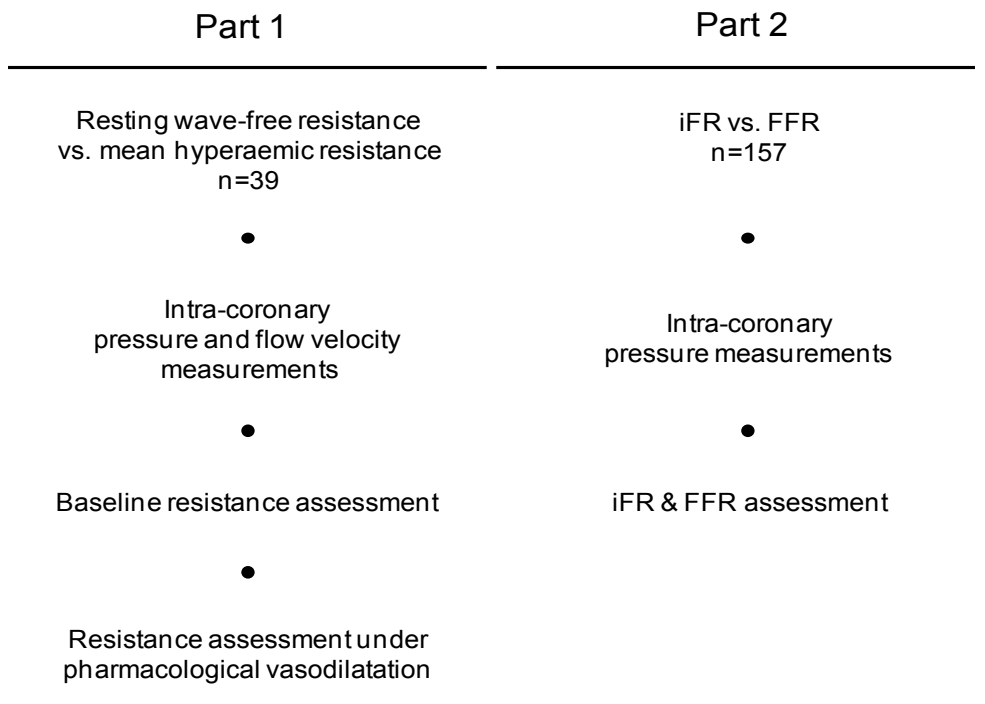 Part 1
Resting wave-free resistance
vs. mean hyperaemic resistance
n=39
Intra-coronary
pressure and flow velocity
measurements
Baseline resistance assessment
Resistance assessment under
pharmacological vasodilatation
Part 2
iFR vs. FFR
n=157
Intra-coronary
pressure measurements
iFR & FFR assessment